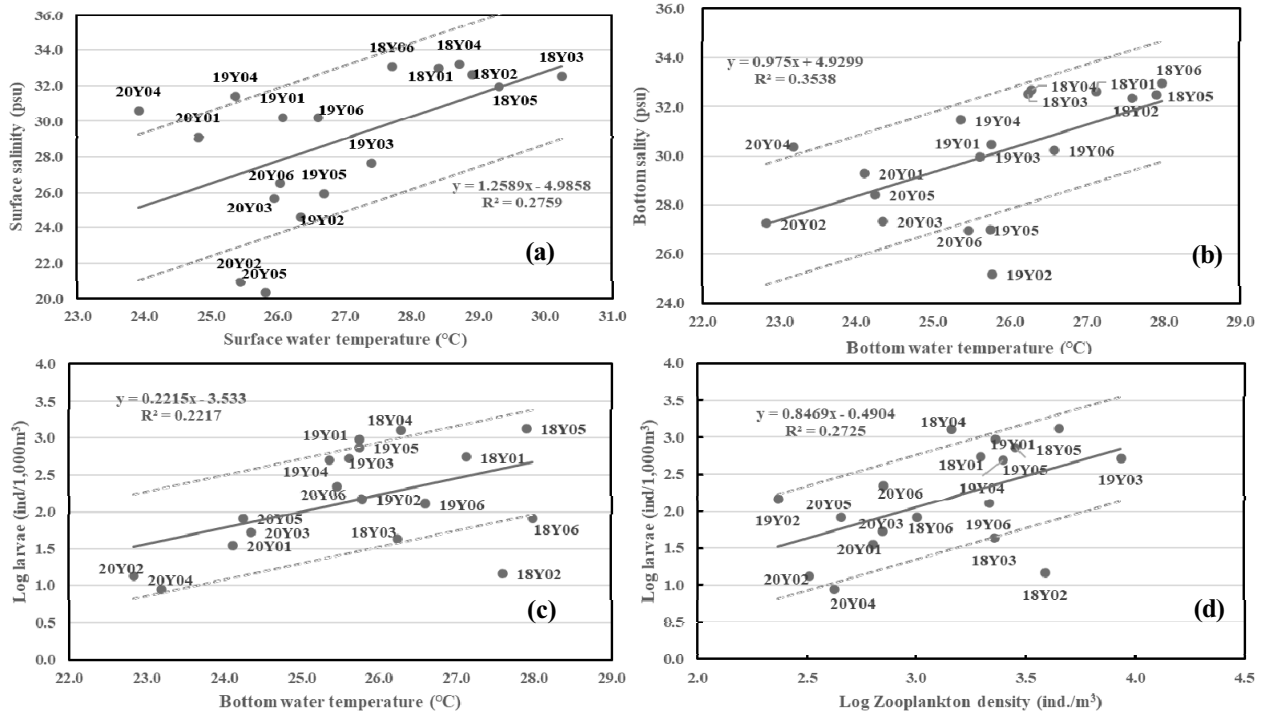 36.0
34.0
32.0
30.0
28.0
26.0
24.0
22.0
20.0
Surface salinity (psu)
18Y06
18Y04
18Y03
18Y01
18Y02
18Y05
19Y04
20Y04
19Y01
19Y06
20Y01
19Y03
20Y06
19Y05
20Y03
19Y02
y = 1.2589x - 4.9858
R² = 0.2759
20Y02
20Y05
(a)
23.0 24.0 25.0 26.0 27.0 28.0 29.0 30.0 31.0
Surface water temperature (°C)
36.0
34.0
32.0
30.0
28.0
26.0
24.0
Bottom sality (psu)
y = 0.975x + 4.9299
R² = 0.3538
18Y06
18Y04
18Y01
18Y03
18Y02
18Y05
19Y04
20Y04
19Y01
19Y03
19Y06
20Y01
20Y05
20Y02
20Y03
20Y06
19Y05
19Y02
(b)
22.0 23.0 24.0 25.0 26.0 27.0 28.0 29.0
Bottom water temperature (°C)
4.0
3.5
3.0
2.5
2.0
1.5
1.0
0.5
0.0
Log larvae (ind/1,000m³)
y = 0.2215x - 3.533
R² = 0.2217
18Y04
18Y05
19Y01
19Y05
19Y04
19Y03
18Y01
20Y06
19Y02
19Y06
20Y05
20Y03
20Y01
18Y03
18Y06
20Y02
20Y04
18Y02
(c)
22.0 23.0 24.0 25.0 26.0 27.0 28.0 29.0
Bottom water temperature (°C)
4.0
3.5
3.0
2.5
2.0
1.5
1.0
0.5
0.0
Log larvae (ind/1,000m³)
y = 0.8469x - 0.4904
R² = 0.2725
18Y04
19Y01
18Y05
18Y01
19Y05
19Y03
19Y04
20Y06
19Y02
20Y05
20Y03
18Y06
19Y06
20Y01
18Y03
20Y02
20Y04
18Y02
(d)
2.0 2.5 3.0 3.5 4.0 4.5
Log Zooplankton density (ind./m³)